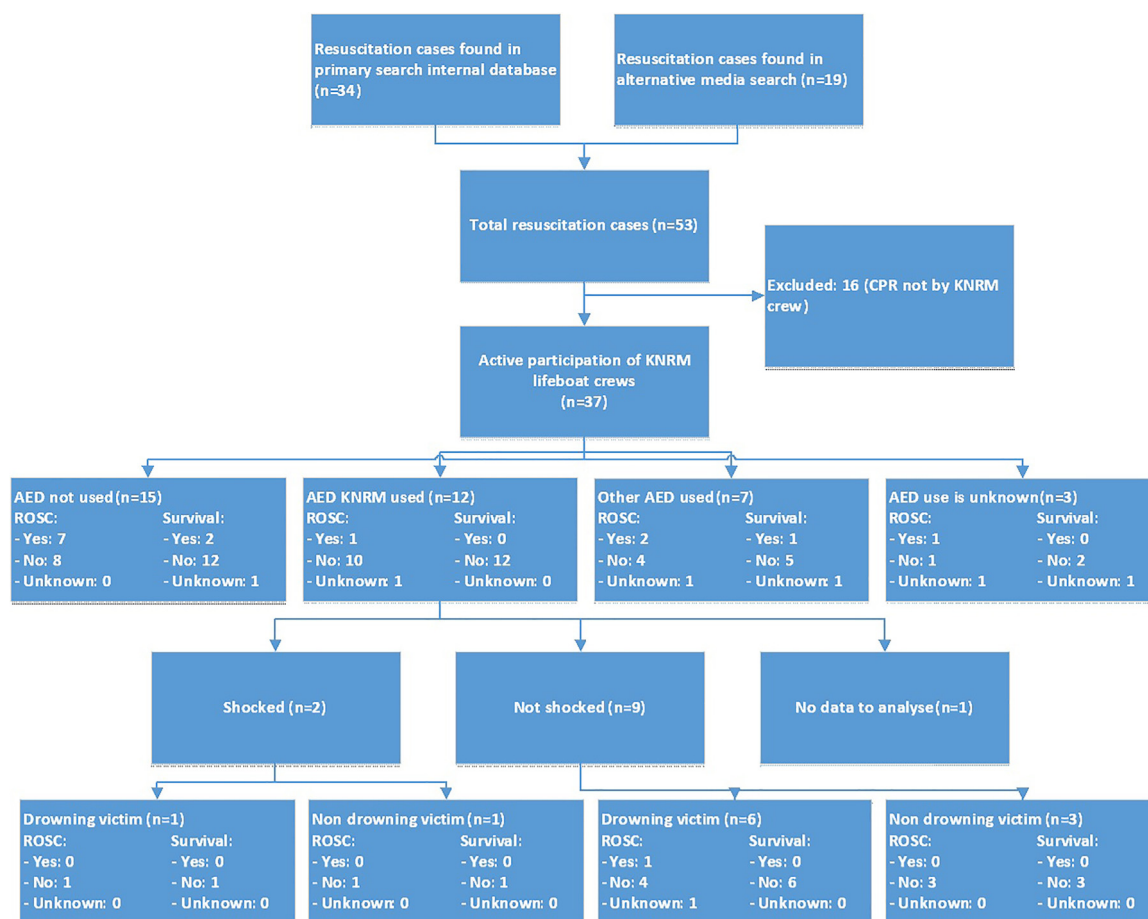 Resuscitation cases found in
primary search internal database
(n=34)
Resuscitation cases found in
alternative media search (n=19)
Total resuscitation cases (n=53)
Excluded: 16 (CPR not by KNRM
crew)
Active participation of KNRM
lifeboat crews
(n=37)
AED not used (n=15)
ROSC: Survival:
- Yes: 7 - Yes: 2
- No: 8 - No: 12
- Unknown: 0 - Unknown: 1
AED KNRM used (n=12)
ROSC: Survival:
- Yes: 1 - Yes: 0
- No: 10 - No: 12
- Unknown: 1 - Unknown: 0
Other AED used (n=7)
ROSC: Survival:
- Yes: 2 - Yes: 1
- No: 4 - No: 5
- Unknown: 1 - Unknown: 1
AED use is unknown (n=3)
ROSC: Survival:
- Yes: 1 - Yes: 0
- No: 1 - No: 2
- Unknown: 1 - Unknown: 1
Shocked (n=2)
Not shocked (n=9)
No data to analyse (n=1)
Drowning victim (n=1)
ROSC: Survival:
- Yes: 0 - Yes: 0
- No: 1 - No: 1
- Unknown: 0 - Unknown: 0
Non drowning victim (n=1)
ROSC: Survival:
- Yes: 0 - Yes: 0
- No: 1 - No: 1
- Unknown: 0 - Unknown: 0
Drowning victim (n=6)
ROSC: Survival:
- Yes: 1 - Yes: 0
- No: 4 - No: 6
- Unknown: 1 - Unknown: 0
Non drowning victim (n=3)
ROSC: Survival:
- Yes: 0 - Yes: 0
- No: 3 - No: 3
- Unknown: 0 - Unknown: 0